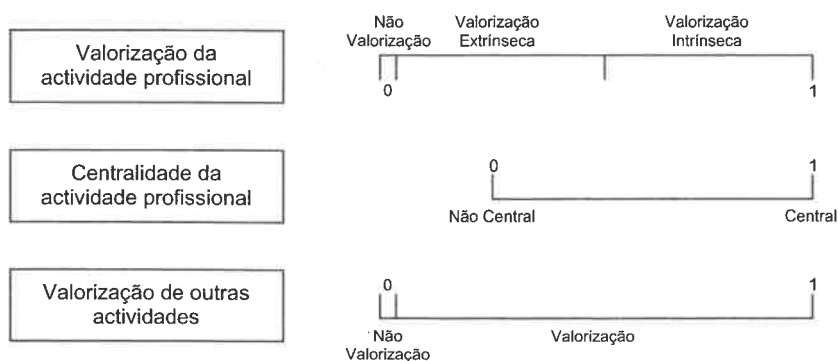 Valorização da
actividade profissional
Não
Valorização
Valorização
Extrínseca
Valorização
Intrínseca
0
1
Centralidade da
actividade profissional
0
1
Não Central
Central
Valorização de outras
actividades
0
1
Não
Valorização
Valorização